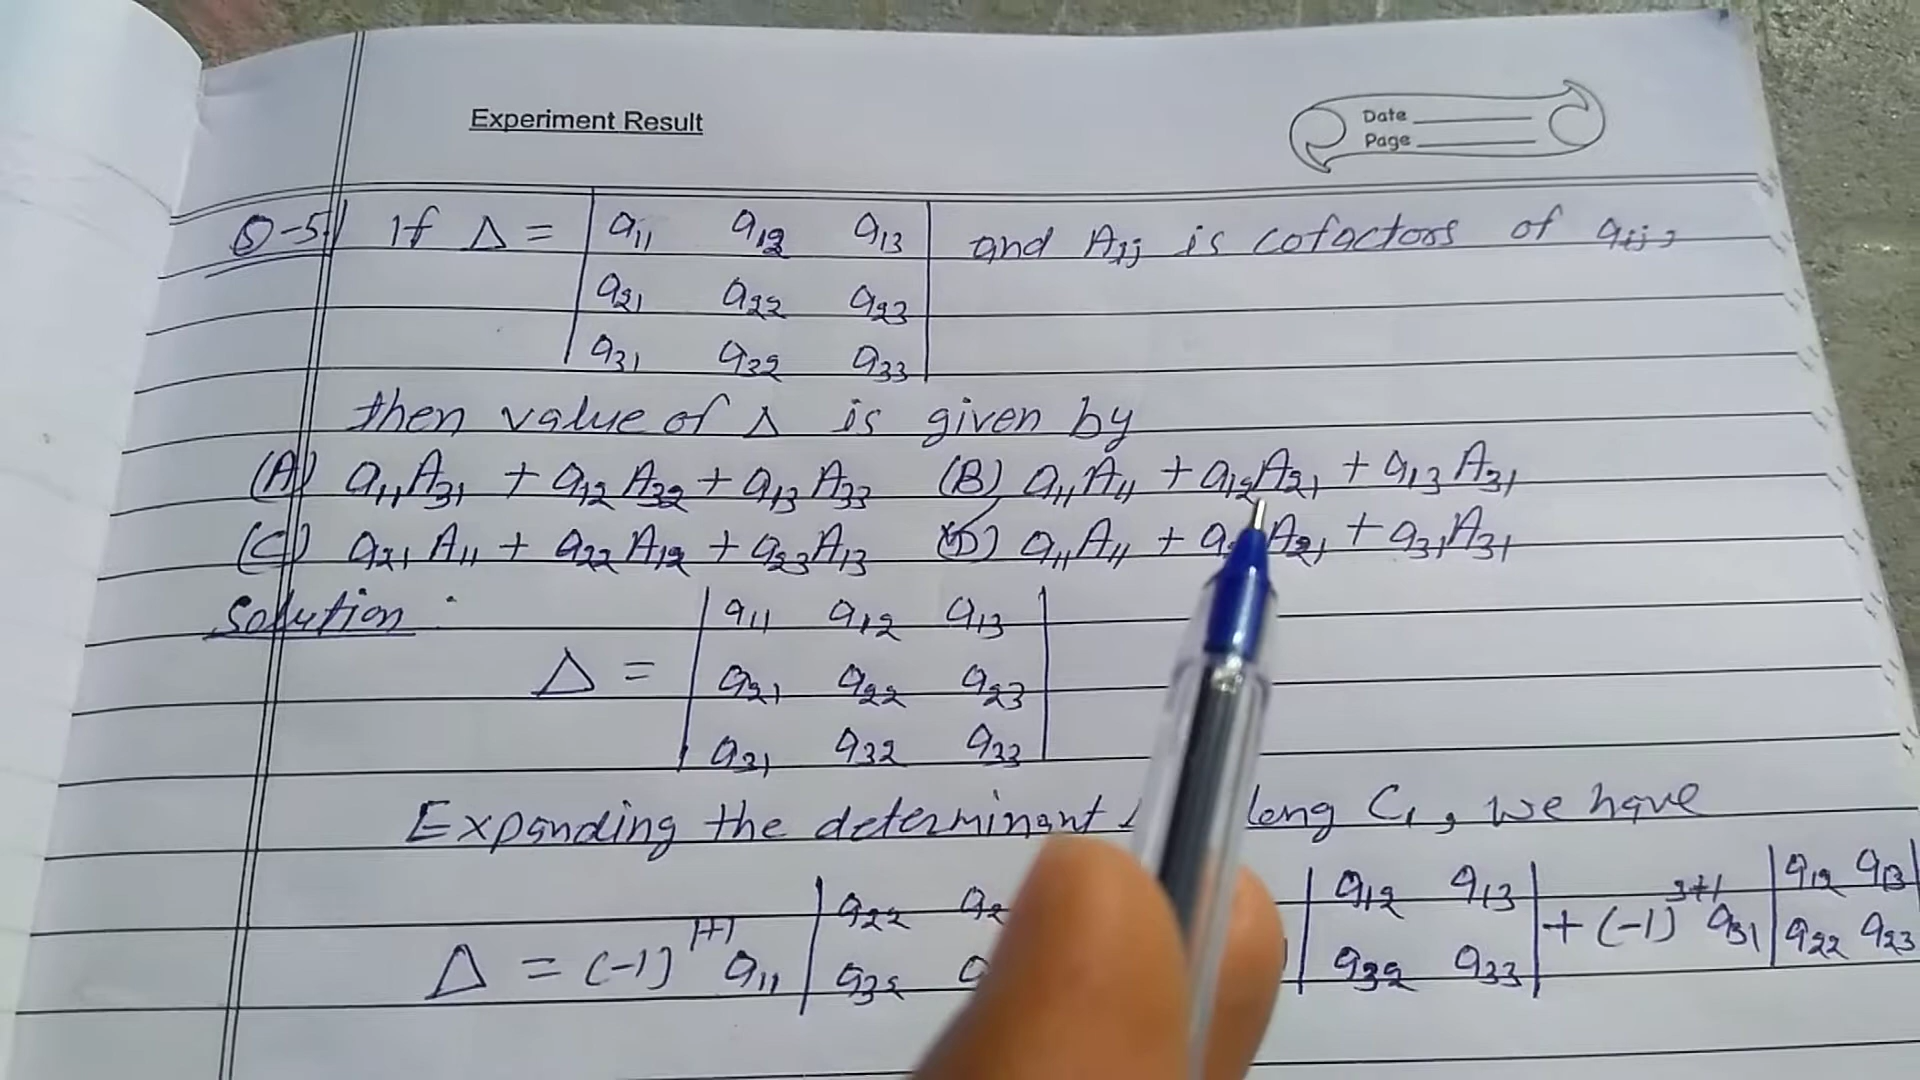 Experiment Result
Date
Page
Q-5 If Δ = | a₁₁ a₁₂ a₁₃ | and Aᵢⱼ is cofactors of aᵢⱼ,
| a₂₁ a₂₂ a₂₃ |
| a₃₁ a₃₂ a₃₃ |
then value of Δ is given by
(A) a₁₁A₃₁ + a₁₂A₃₂ + a₁₃A₃₃ (B) a₁₁A₁₁ + a₁₂A₂₁ + a₁₃A₃₁
(C) a₂₁A₁₁ + a₂₂A₁₂ + a₂₃A₁₃ (D) a₁₁A₁₁ + A₂₁ + a₃₁A₃₁
Solution :
| a₁₁ a₁₂ a₁₃ |
Δ = | a₂₁ a₂₂ a₂₃ |
| a₃₁ a₃₂ a₃₃ |
Expanding the determinant C₁, we have
Δ = (-1)¹⁺¹ a₁₁ | a₂₂ | a₁₂ a₁₃ | + (-1)³⁺¹ a₃₁ | a₁₂ a₁₃ |
| a₃₂ | a₃₂ a₃₃ | | a₂₂ a₂₃